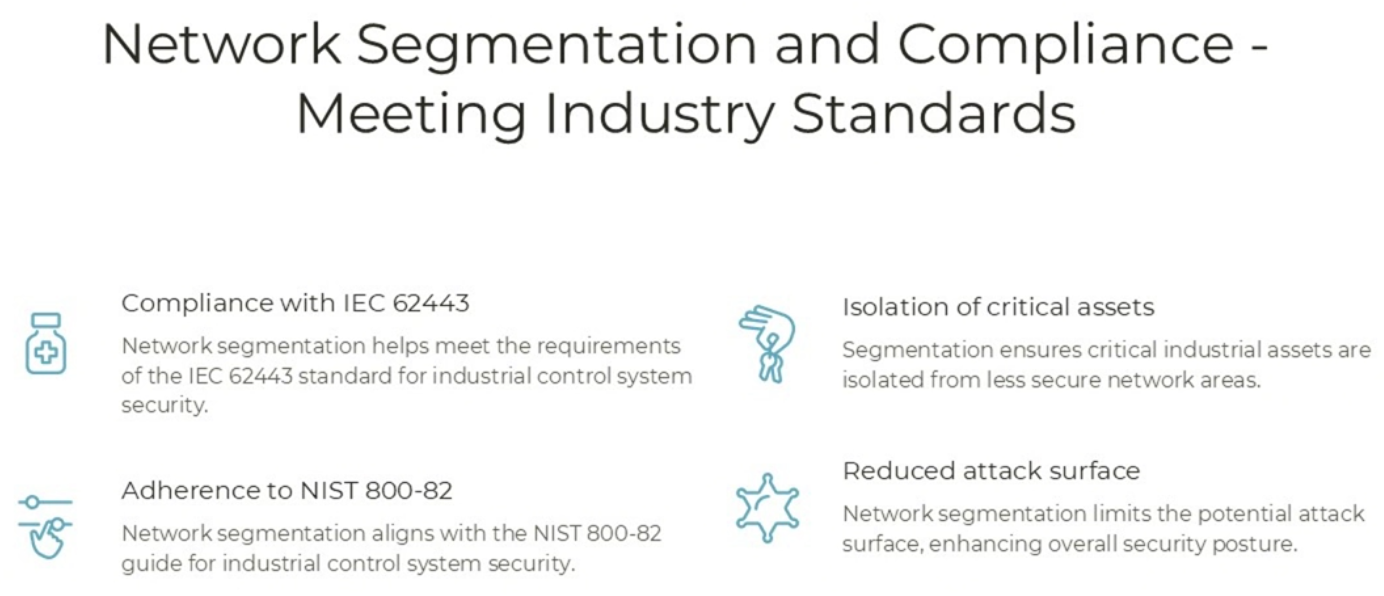 Network Segmentation and Compliance -
Meeting Industry Standards
Compliance with IEC 62443
Network segmentation helps meet the requirements
of the IEC 62443 standard for industrial control system
security.
Adherence to NIST 800-82
Network segmentation aligns with the NIST 800-82
guide for industrial control system security.
Isolation of critical assets
Segmentation ensures critical industrial assets are
isolated from less secure network areas.
Reduced attack surface
Network segmentation limits the potential attack
surface, enhancing overall security posture.